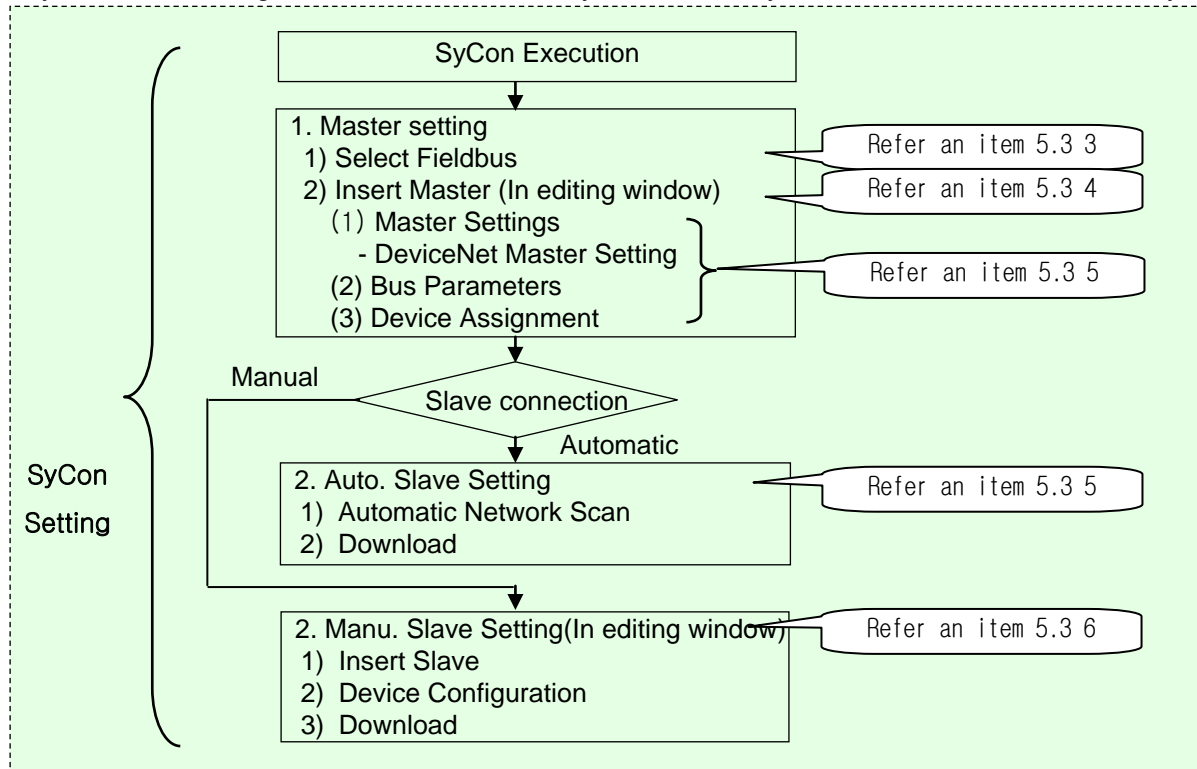 SyCon Execution
1. Master setting
1) Select Fieldbus
Refer an item 5.3 3
2) Insert Master (In editing window)
Refer an item 5.3 4
(1) Master Settings
- DeviceNet Master Setting
Refer an item 5.3 5
(2) Bus Parameters
(3) Device Assignment
Manual
Slave connection
Automatic
SyCon
Setting
2. Auto. Slave Setting
Refer an item 5.3 5
1) Automatic Network Scan
2) Download
2. Manu. Slave Setting(In editing window)
Refer an item 5.3 6
1) Insert Slave
2) Device Configuration
3) Download